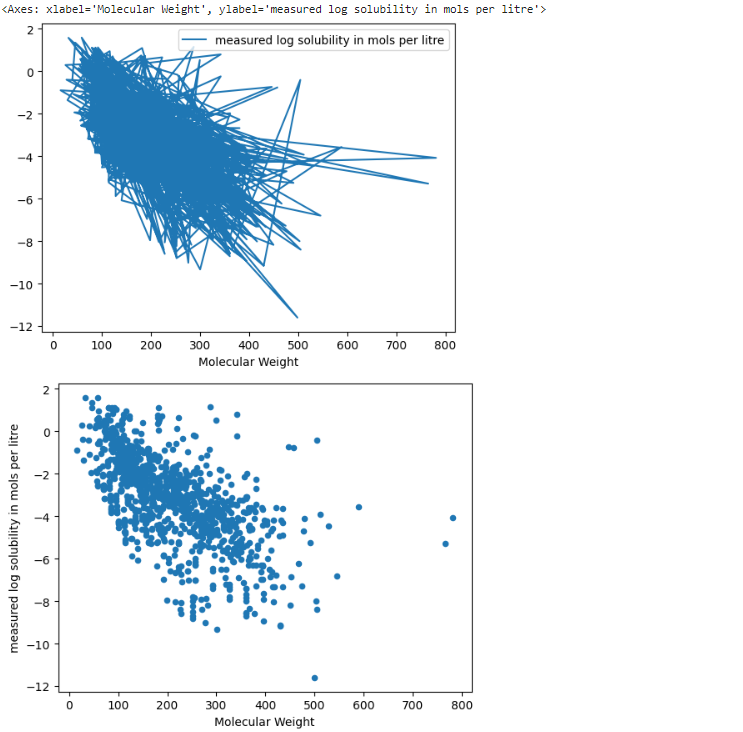 <Axes: xlabel='Molecular Weight', ylabel='measured log solubility in mols per litre'>
2
measured log solubility in mols per litre
0
−2
−4
−6
−8
−10
−12
0 100 200 300 400 500 600 700 800
Molecular Weight
measured log solubility in mols per litre
2
0
−2
−4
−6
−8
−10
−12
0 100 200 300 400 500 600 700 800
Molecular Weight